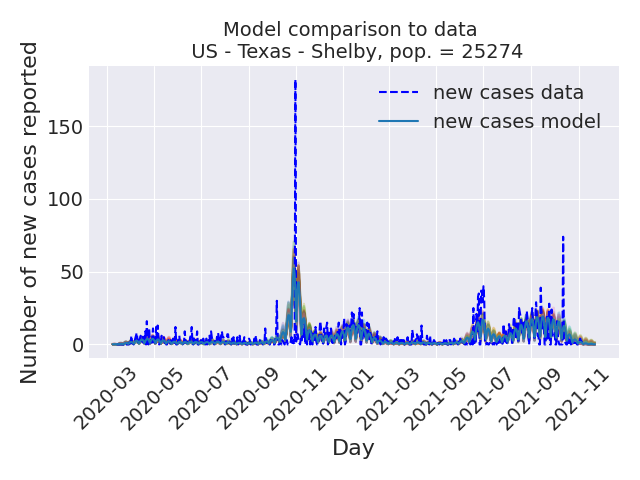 Model comparison to data
US - Texas - Shelby, pop. = 25274
new cases data
new cases model
Number of new cases reported
150
100
50
0
2020-03
2020-05
2020-07
2020-09
2020-11
2021-01
2021-03
2021-05
2021-07
2021-09
2021-11
Day